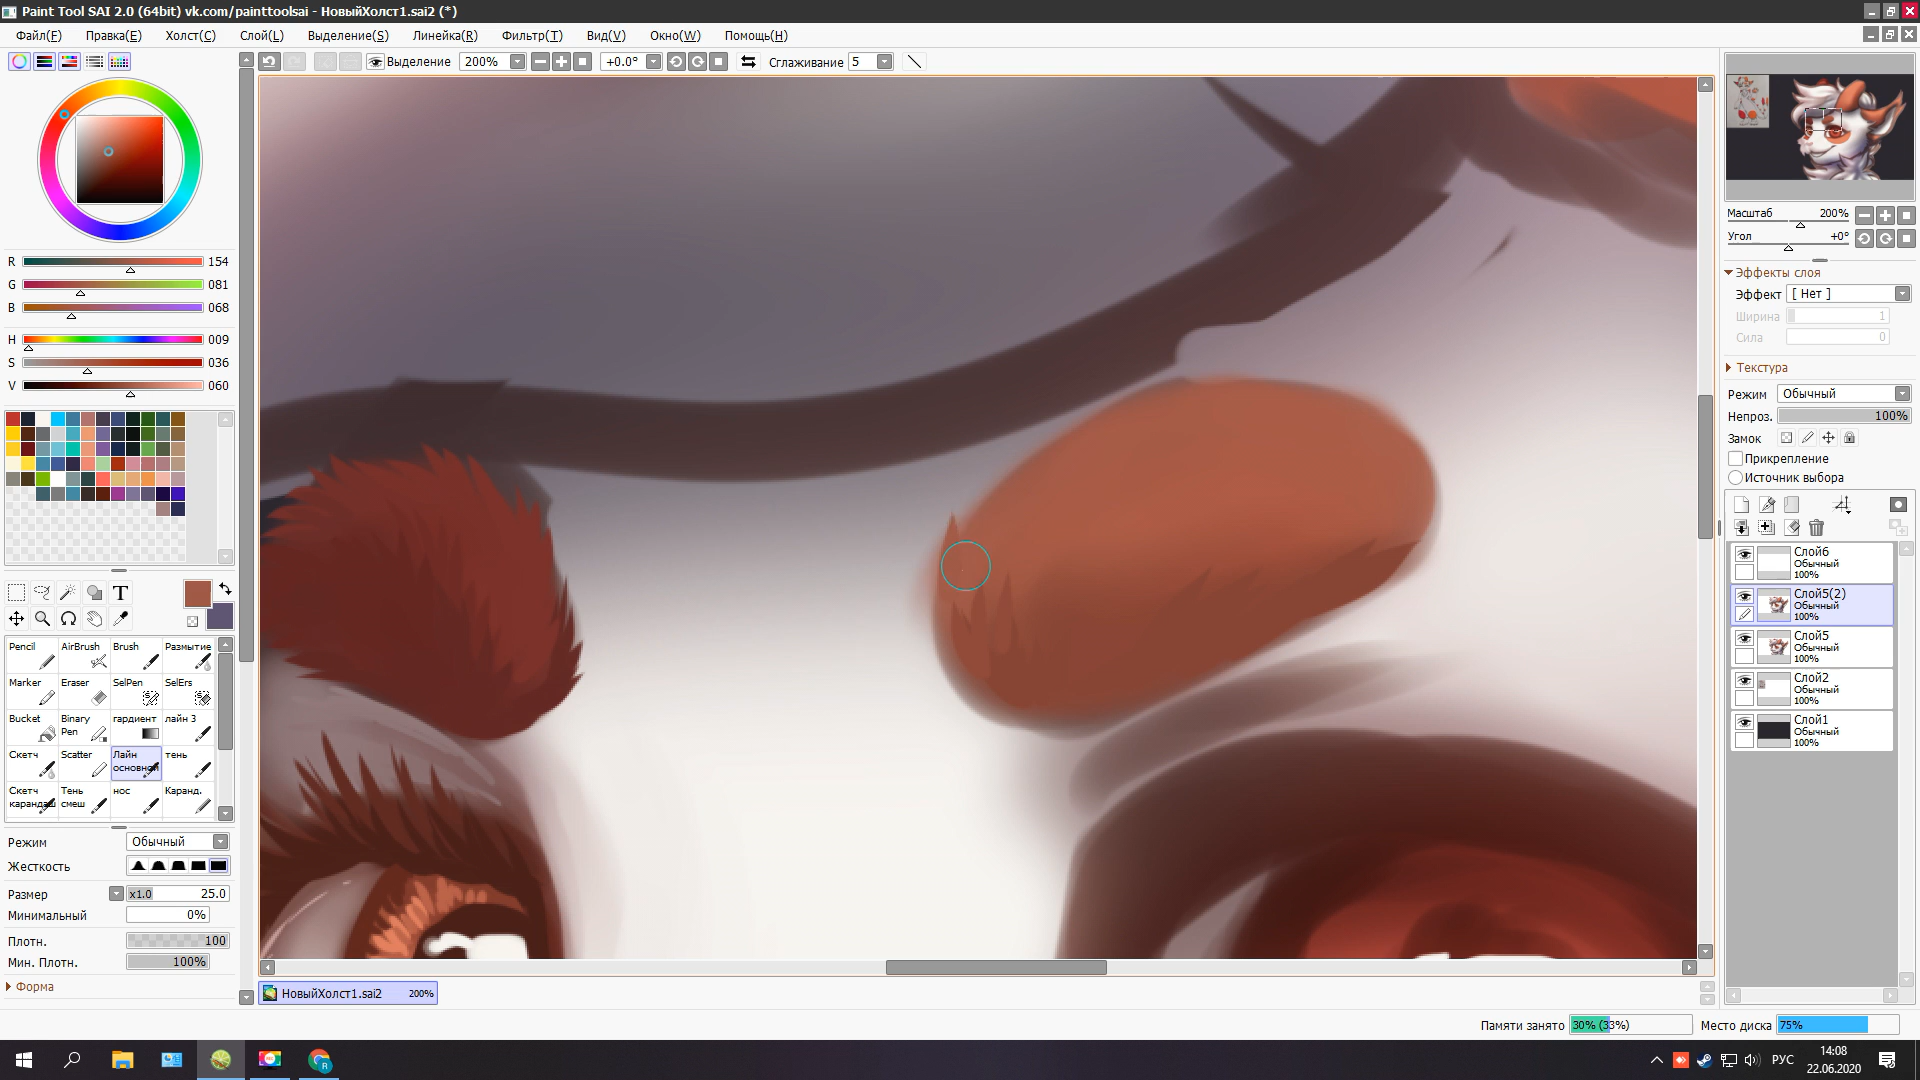 Paint Tool SAI 2.0 (64bit) vk.com/painttoolsai - НовыйХолст1.sai2 (*)
Файл(F) Правка(E) Холст(C) Слой(L) Выделение(S) Линейка(R) Фильтр(T) Вид(V) Окно(W) Помощь(H)
Выделение 200% +0.0° Сглаживание 5
R 154
G 081
B 068
H 009
S 036
V 060
T
Pencil AirBrush Brush Размытие
Marker Eraser SelPen SelErs
Bucket Binary Pen гардиент лайн 3
Скетч Scatter Лайн основной тень
Скетч карандаш Тень смеш нос Каранд.
Режим Обычный
Жесткость
Размер x1.0 25.0
Минимальный 0%
Плотн. 100
Мин. Плотн. 100%
Форма
НовыйХолст1.sai2 200%
Масштаб 200%
Угол +0°
Эффекты слоя
Эффект [ Нет ]
Ширина 1
Сила 0
Текстура
Режим Обычный
Непроз. 100%
Замок
Прикрепление
Источник выбора
Слой6
Обычный
100%
Слой5(2)
Обычный
100%
Слой5
Обычный
100%
Слой2
Обычный
100%
Слой1
Обычный
100%
Памяти занято 30% (33%) Место диска 75%
R
РУС
14:08
22.06.2020